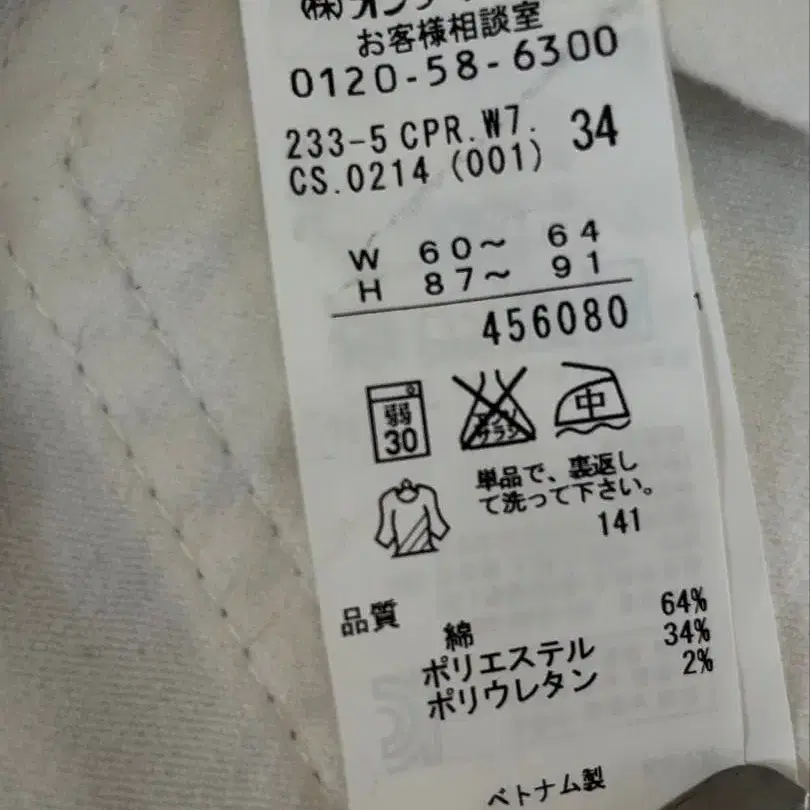 お客様相談室
0120-58-6300
233-5 CPR.W7. 34
CS.0214 (001)
W 60～ 64
H 87～ 91
456080
弱
30
中
単品で、裏返し
て洗って下さい。
141
品質
綿 64%
ポリエステル 34%
ポリウレタン 2%
ベトナム製